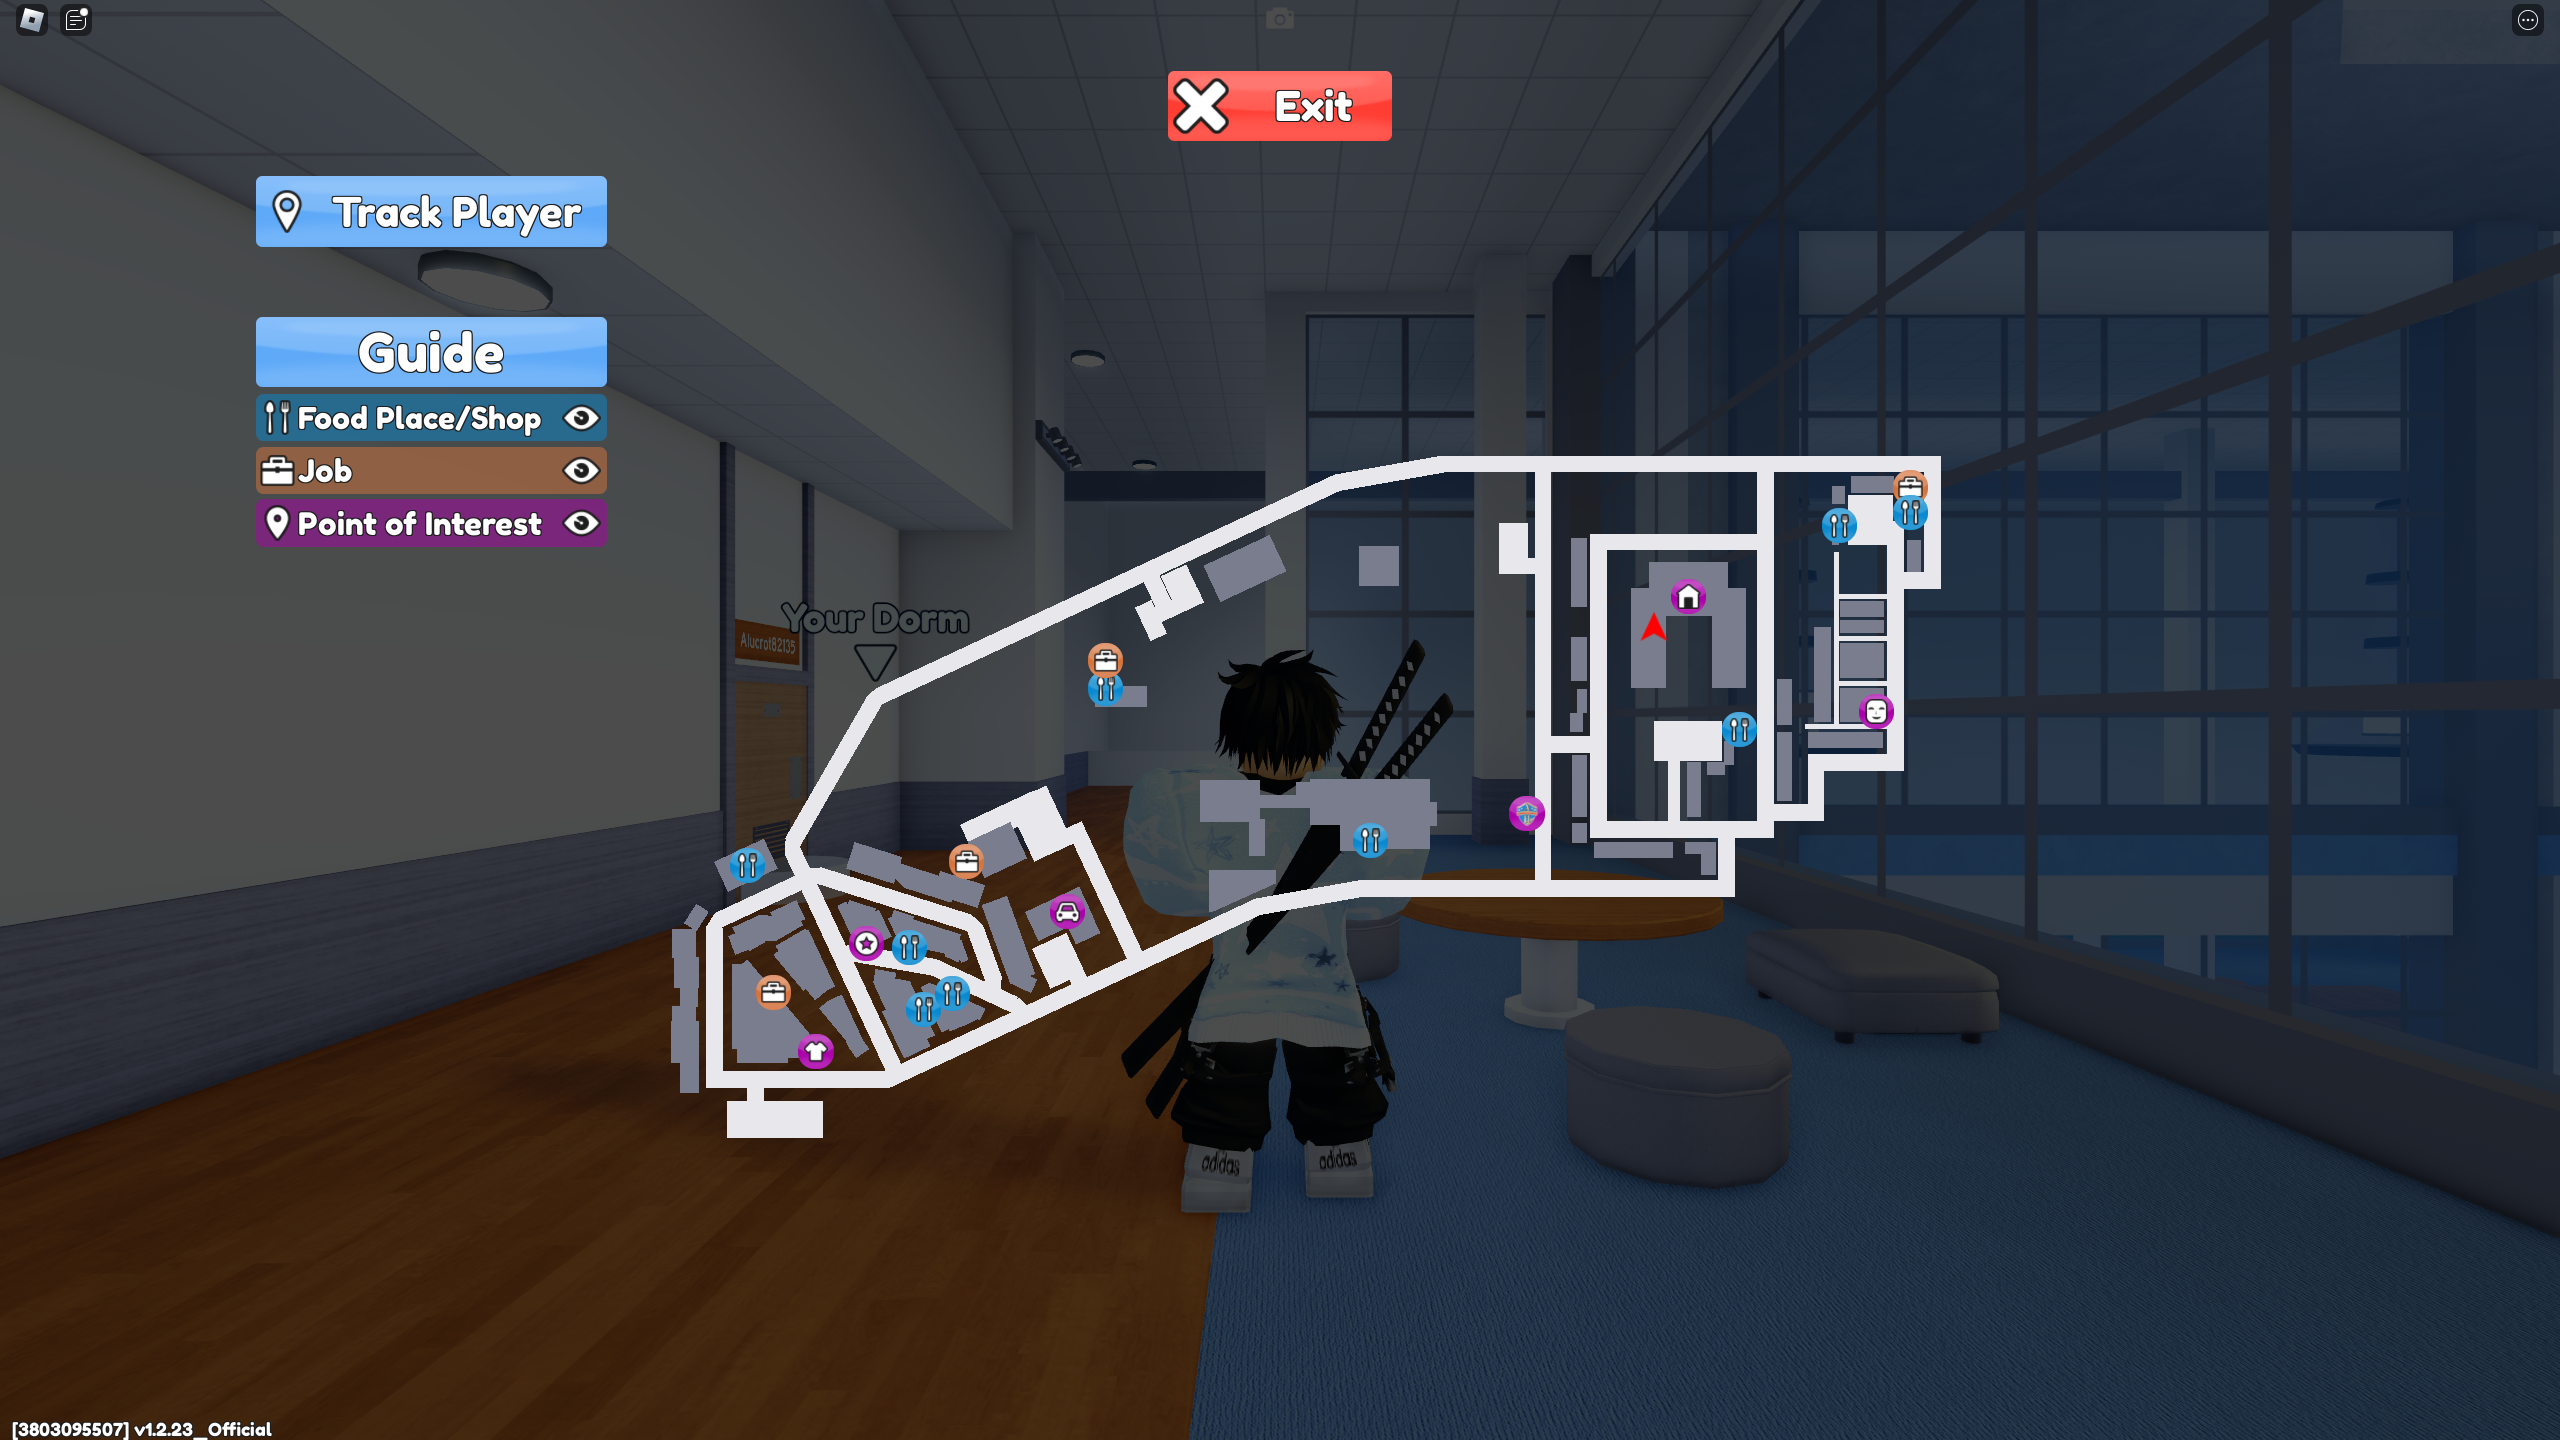 Exit
Track Player
Guide
Food Place/Shop
Job
Point of Interest
Your Dorm
Alucrot82135
adidas
adidas
[3803095507] v1.2.23_Official